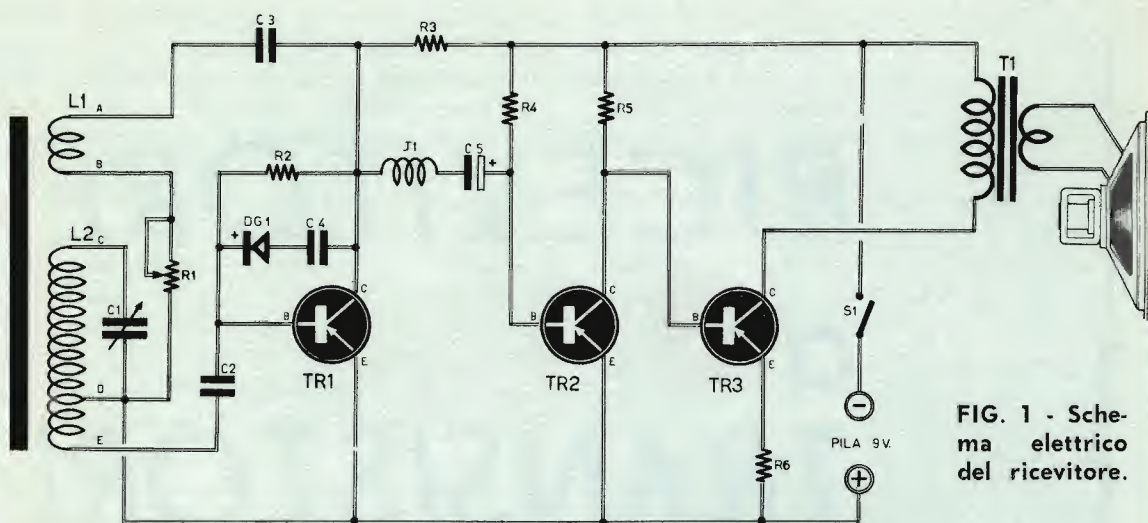 C3
R3
T1
L1
A
R4
R5
B
R2
J1
C5
+
DG1
+
C4
L2
C
R1
C1
S1
C
C
C
B
B
B
E
E
E
C2
TR1
TR2
TR3
D
E
R6
−
PILA 9V.
+
FIG. 1 - Sche-
ma elettrico
del ricevitore.